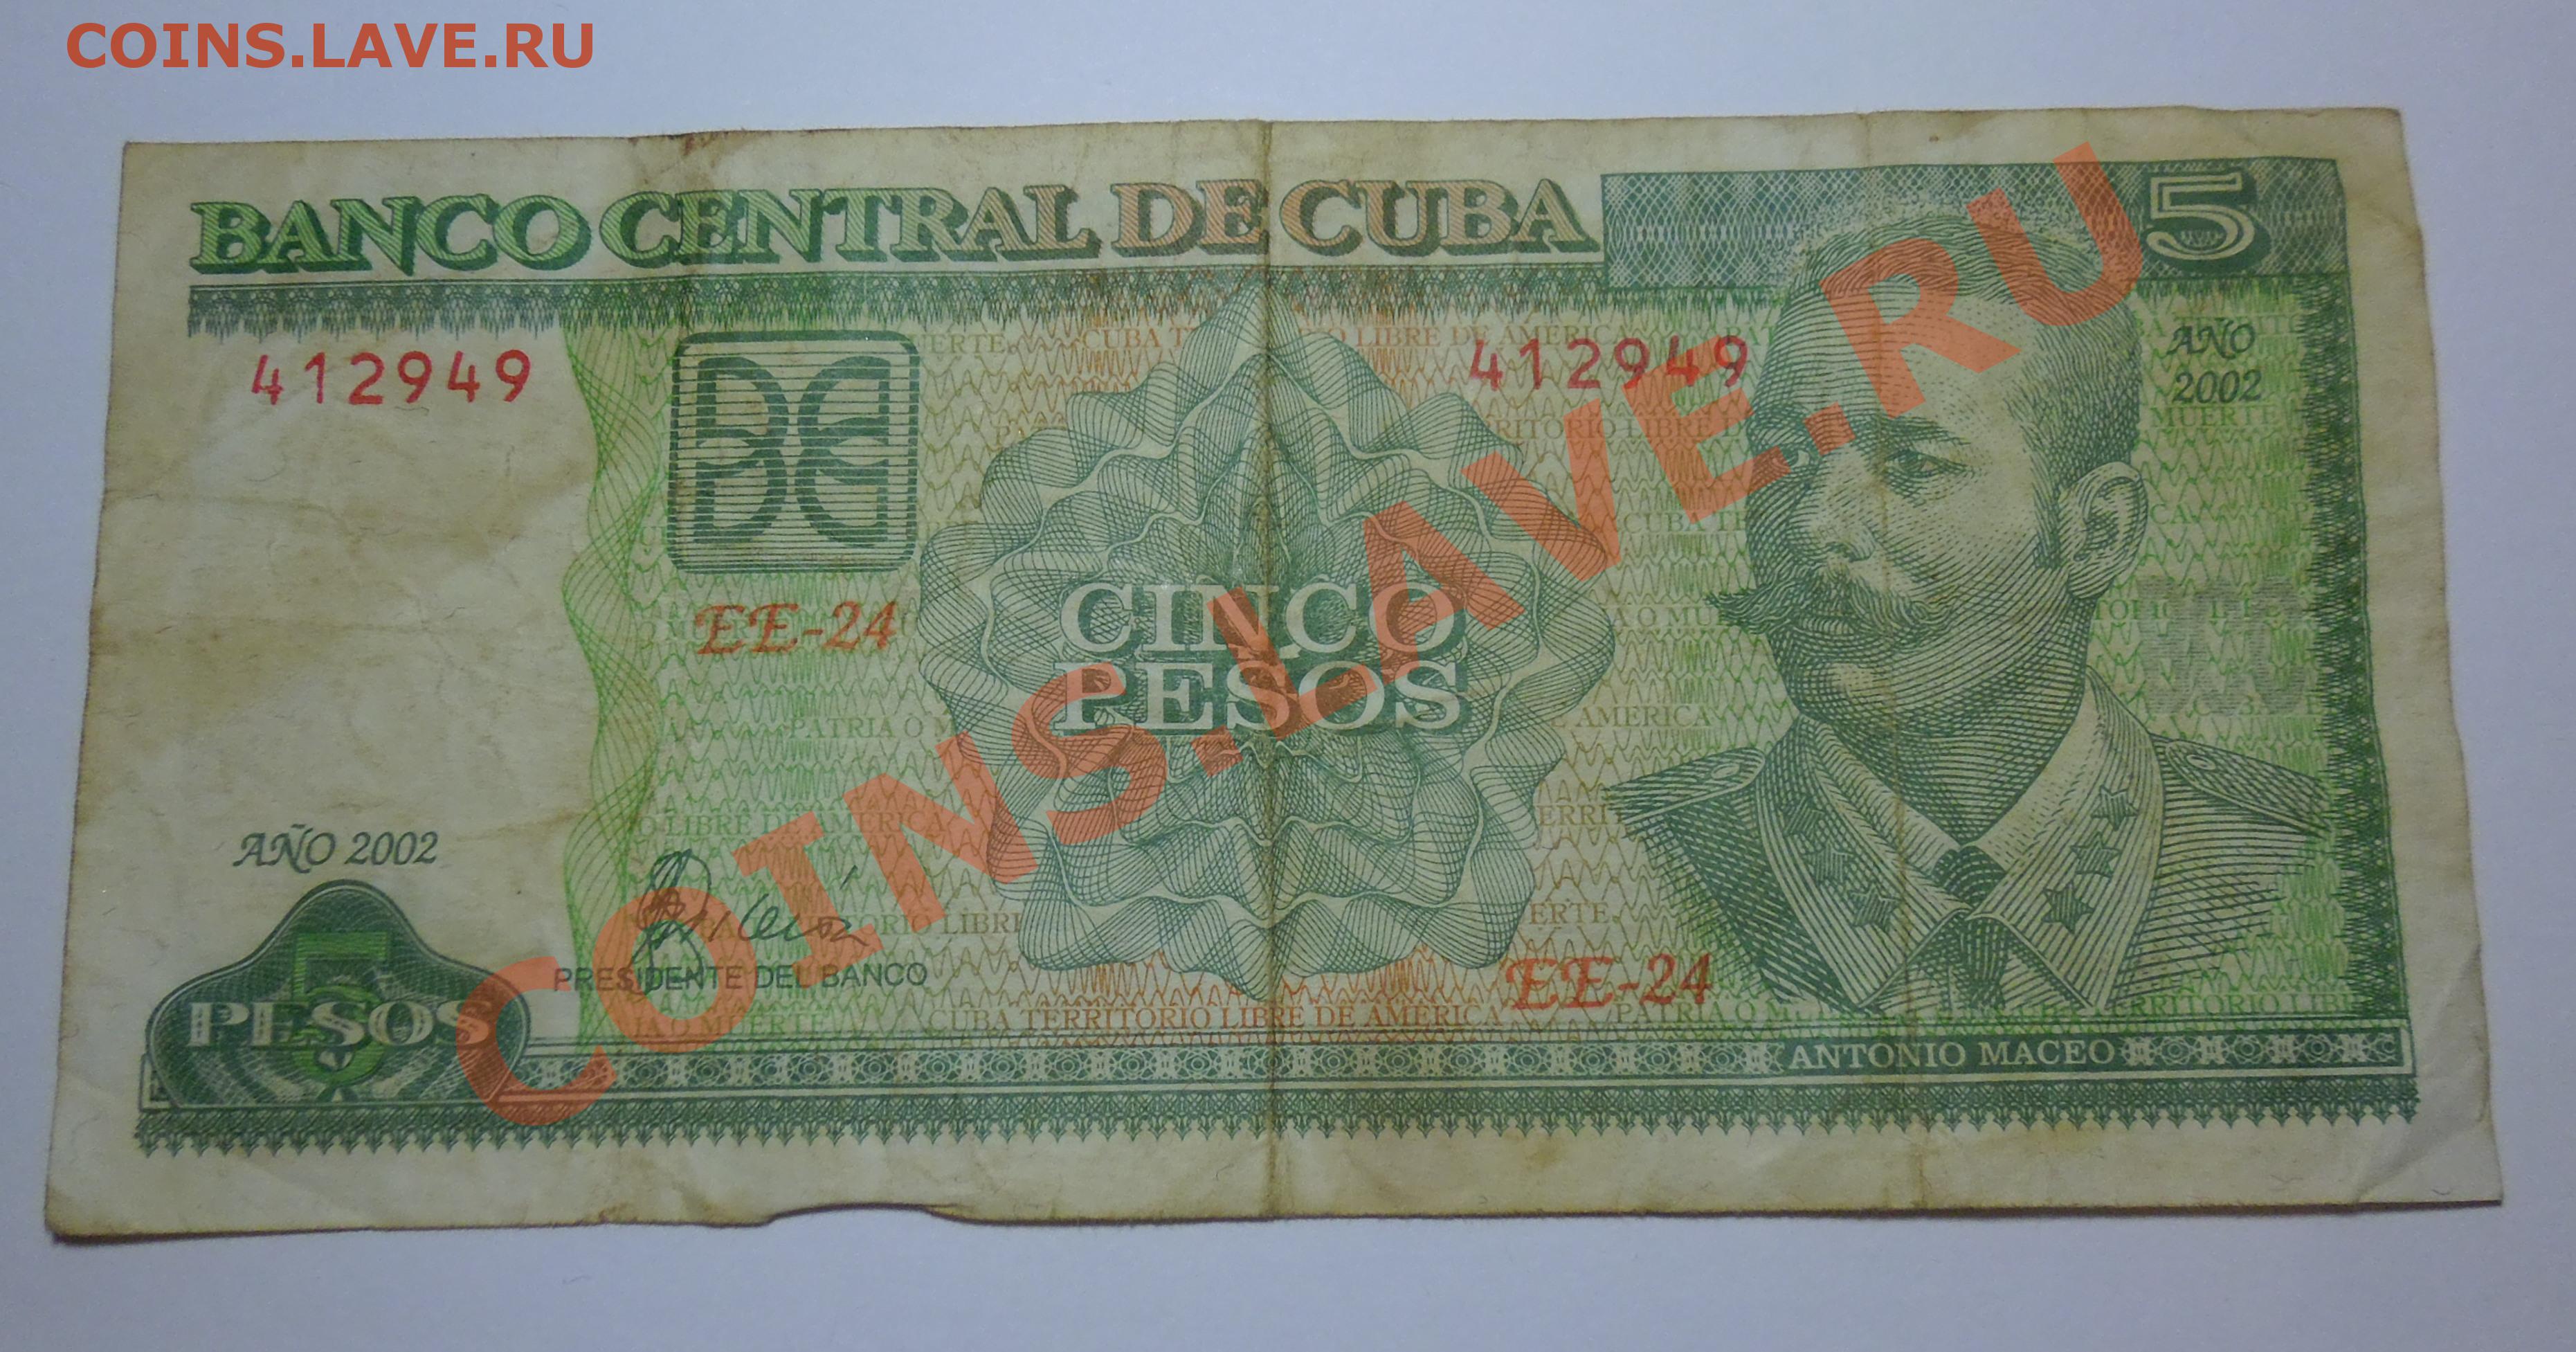 COINS.LAVE.RU
BANCO CENTRAL DE CUBA
5
412949
412949
AÑO
2002
EE-24
CINCO
PESOS
AÑO 2002
5
PESOS
PRESIDENTE DEL BANCO
EE-24
CUBA TERRITORIO LIBRE DE AMERICA
ANTONIO MACEO
COINS.LAVE.RU